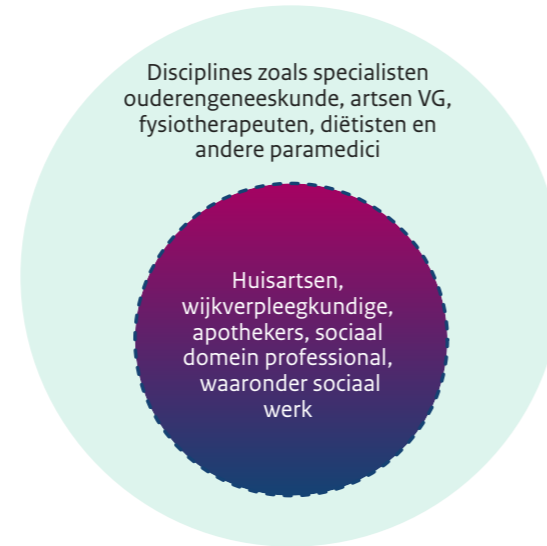 Disciplines zoals specialisten
ouderengeneeskunde, artsen VG,
fysiotherapeuten, diëtisten en
andere paramedici
Huisartsen,
wijkverpleegkundige,
apothekers, sociaal
domein professional,
waaronder sociaal
werk